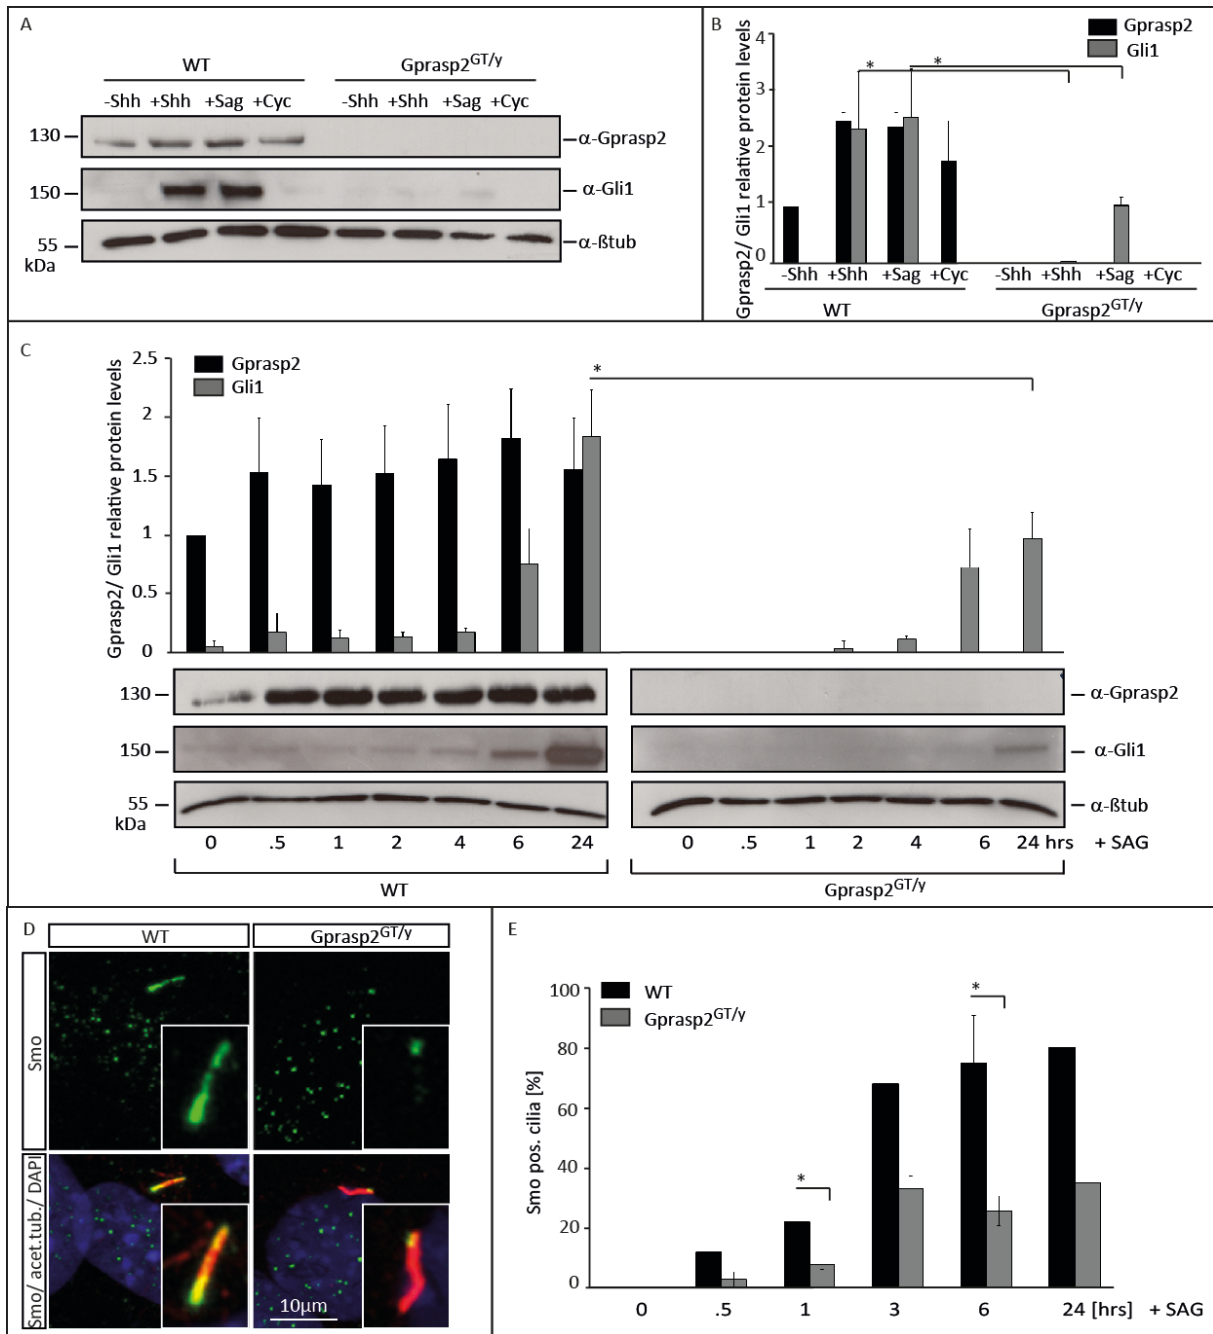 A
WT Gprasp2GT/y
-Shh +Shh +Sag +Cyc -Shh +Shh +Sag +Cyc
130 α-Gprasp2
150 α-Gli1
55 α-ßtub
kDa
B
Gprasp2
Gli1
Gprasp2/ Gli1 relative protein levels
4
3
2
1
0
* *
-Shh +Shh +Sag +Cyc -Shh +Shh +Sag +Cyc
WT Gprasp2GT/y
C
Gprasp2
Gli1
Gprasp2/ Gli1 relative protein levels
2.5
2
1.5
1
0.5
0
*
130 α-Gprasp2
150 α-Gli1
55 α-ßtub
kDa
0 .5 1 2 4 6 24 0 .5 1 2 4 6 24 hrs + SAG
WT Gprasp2GT/y
D
WT Gprasp2GT/y
Smo
Smo/ acet.tub./ DAPI
10µm
E
WT
Gprasp2GT/y
Smo pos. cilia [%]
100
80
60
40
20
0
* *
0 .5 1 3 6 24 [hrs] + SAG